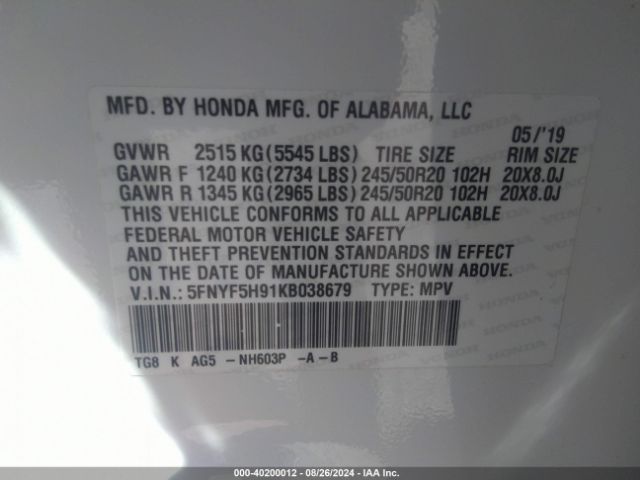 MFD. BY HONDA MFG. OF ALABAMA, LLC
05/'19
GVWR 2515 KG (5545 LBS) TIRE SIZE RIM SIZE
GAWR F 1240 KG (2734 LBS) 245/50R20 102H 20X8.0J
GAWR R 1345 KG (2965 LBS) 245/50R20 102H 20X8.0J
THIS VEHICLE CONFORMS TO ALL APPLICABLE
FEDERAL MOTOR VEHICLE SAFETY
AND THEFT PREVENTION STANDARDS IN EFFECT
ON THE DATE OF MANUFACTURE SHOWN ABOVE.
V.I.N.: 5FNYF5H91KB038679 TYPE: MPV
TG8 K AG5 -NH603P -A-B
000-40200012 - 08/26/2024 - IAA Inc.